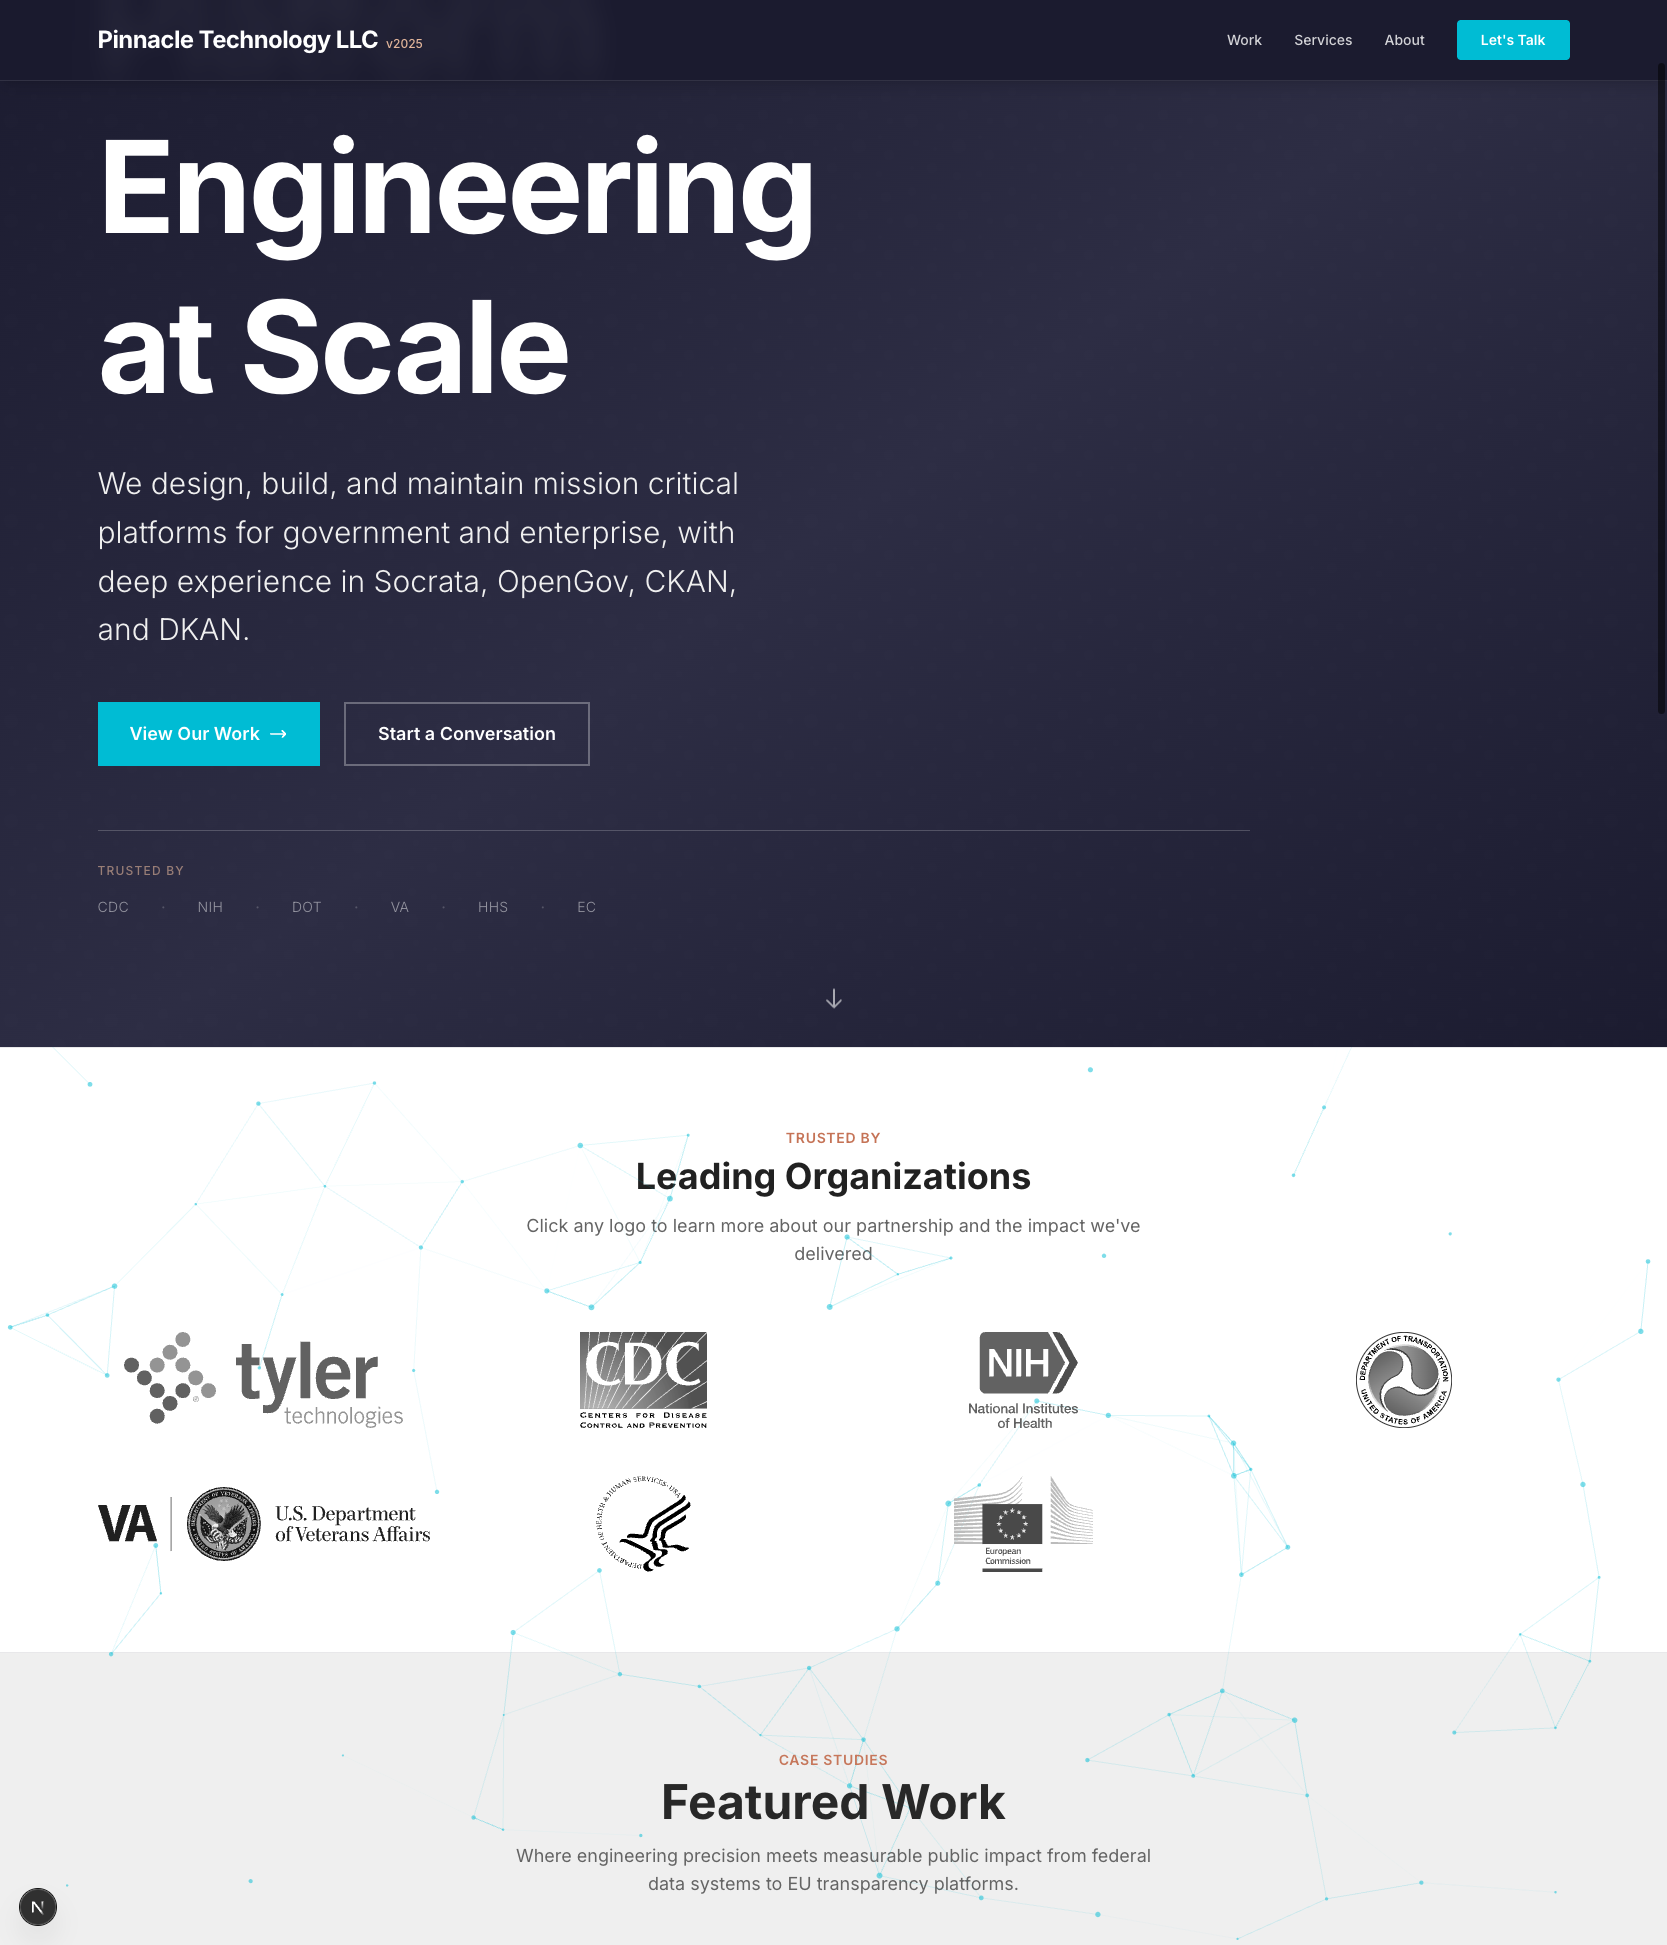 Pinnacle Technology LLC v2025
Work
Services
About
Let's Talk
Engineering
at Scale
We design, build, and maintain mission critical
platforms for government and enterprise, with
deep experience in Socrata, OpenGov, CKAN,
and DKAN.
View Our Work →
Start a Conversation
TRUSTED BY
CDC · NIH · DOT · VA · HHS · EC
TRUSTED BY
Leading Organizations
Click any logo to learn more about our partnership and the impact we've
delivered
tyler
technologies
CDC
CENTERS FOR DISEASE
CONTROL AND PREVENTION
NIH
National Institutes
of Health
DEPARTMENT OF TRANSPORTATION
UNITED STATES OF AMERICA
VA
U.S. Department
of Veterans Affairs
DEPARTMENT OF HEALTH & HUMAN SERVICES · USA
European
Commission
CASE STUDIES
Featured Work
Where engineering precision meets measurable public impact from federal
data systems to EU transparency platforms.
N